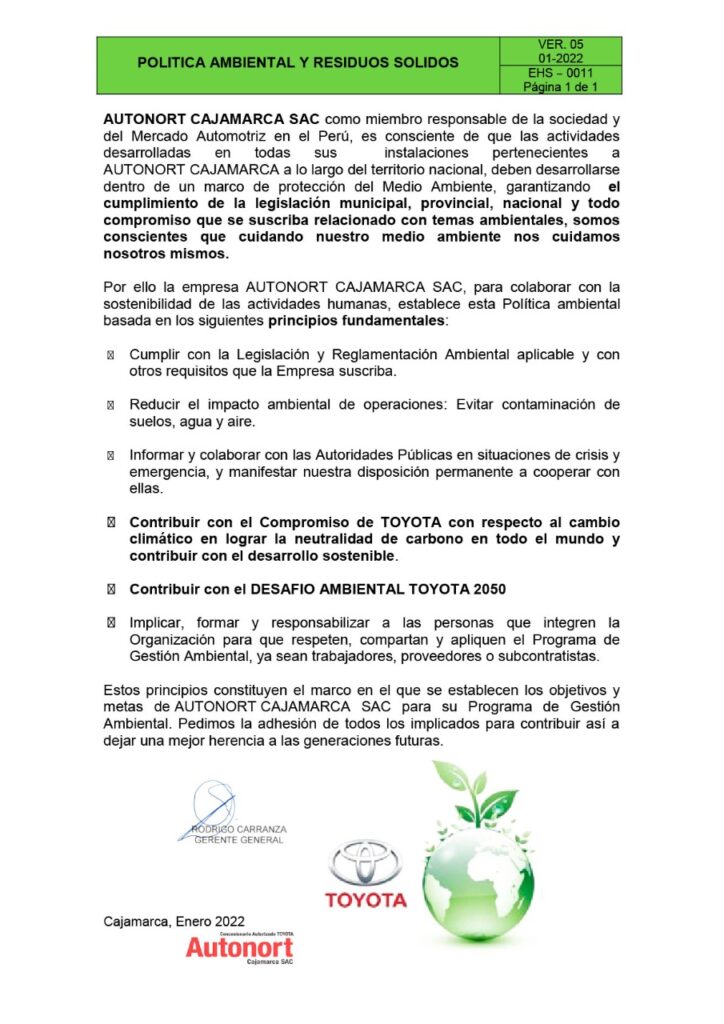 POLITICA AMBIENTAL Y RESIDUOS SOLIDOS
VER. 05
01-2022
EHS – 0011
Página 1 de 1
AUTONORT CAJAMARCA SAC como miembro responsable de la sociedad y
del Mercado Automotriz en el Perú, es consciente de que las actividades
desarrolladas en todas sus instalaciones pertenecientes a
AUTONORT CAJAMARCA a lo largo del territorio nacional, deben desarrollarse
dentro de un marco de protección del Medio Ambiente, garantizando el
cumplimiento de la legislación municipal, provincial, nacional y todo
compromiso que se suscriba relacionado con temas ambientales, somos
conscientes que cuidando nuestro medio ambiente nos cuidamos
nosotros mismos.
Por ello la empresa AUTONORT CAJAMARCA SAC, para colaborar con la
sostenibilidad de las actividades humanas, establece esta Política ambiental
basada en los siguientes principios fundamentales:
Cumplir con la Legislación y Reglamentación Ambiental aplicable y con
otros requisitos que la Empresa suscriba.
Reducir el impacto ambiental de operaciones: Evitar contaminación de
suelos, agua y aire.
Informar y colaborar con las Autoridades Públicas en situaciones de crisis y
emergencia, y manifestar nuestra disposición permanente a cooperar con
ellas.
Contribuir con el Compromiso de TOYOTA con respecto al cambio
climático en lograr la neutralidad de carbono en todo el mundo y
contribuir con el desarrollo sostenible.
Contribuir con el DESAFIO AMBIENTAL TOYOTA 2050
Implicar, formar y responsabilizar a las personas que integren la
Organización para que respeten, compartan y apliquen el Programa de
Gestión Ambiental, ya sean trabajadores, proveedores o subcontratistas.
Estos principios constituyen el marco en el que se establecen los objetivos y
metas de AUTONORT CAJAMARCA SAC para su Programa de Gestión
Ambiental. Pedimos la adhesión de todos los implicados para contribuir así a
dejar una mejor herencia a las generaciones futuras.
RODRIGO CARRANZA
GERENTE GENERAL
TOYOTA
Cajamarca, Enero 2022
Concesionario Autorizado TOYOTA
Autonort
Cajamarca SAC